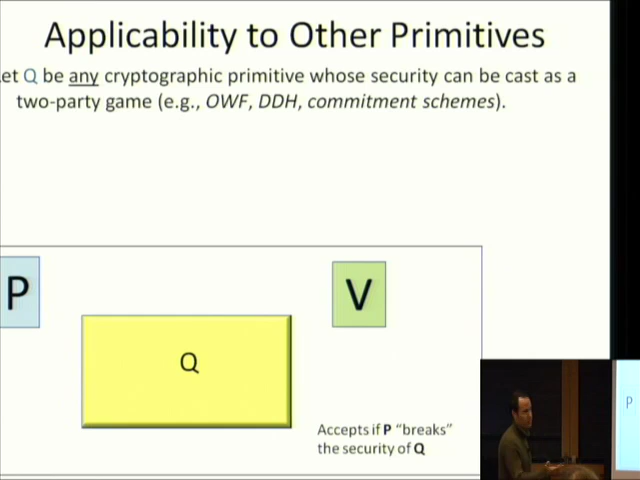 Applicability to Other Primitives
et Q be any cryptographic primitive whose security can be cast as a
two-party game (e.g., OWF, DDH, commitment schemes).
P
V
Q
Accepts if P “breaks”
the security of Q
P